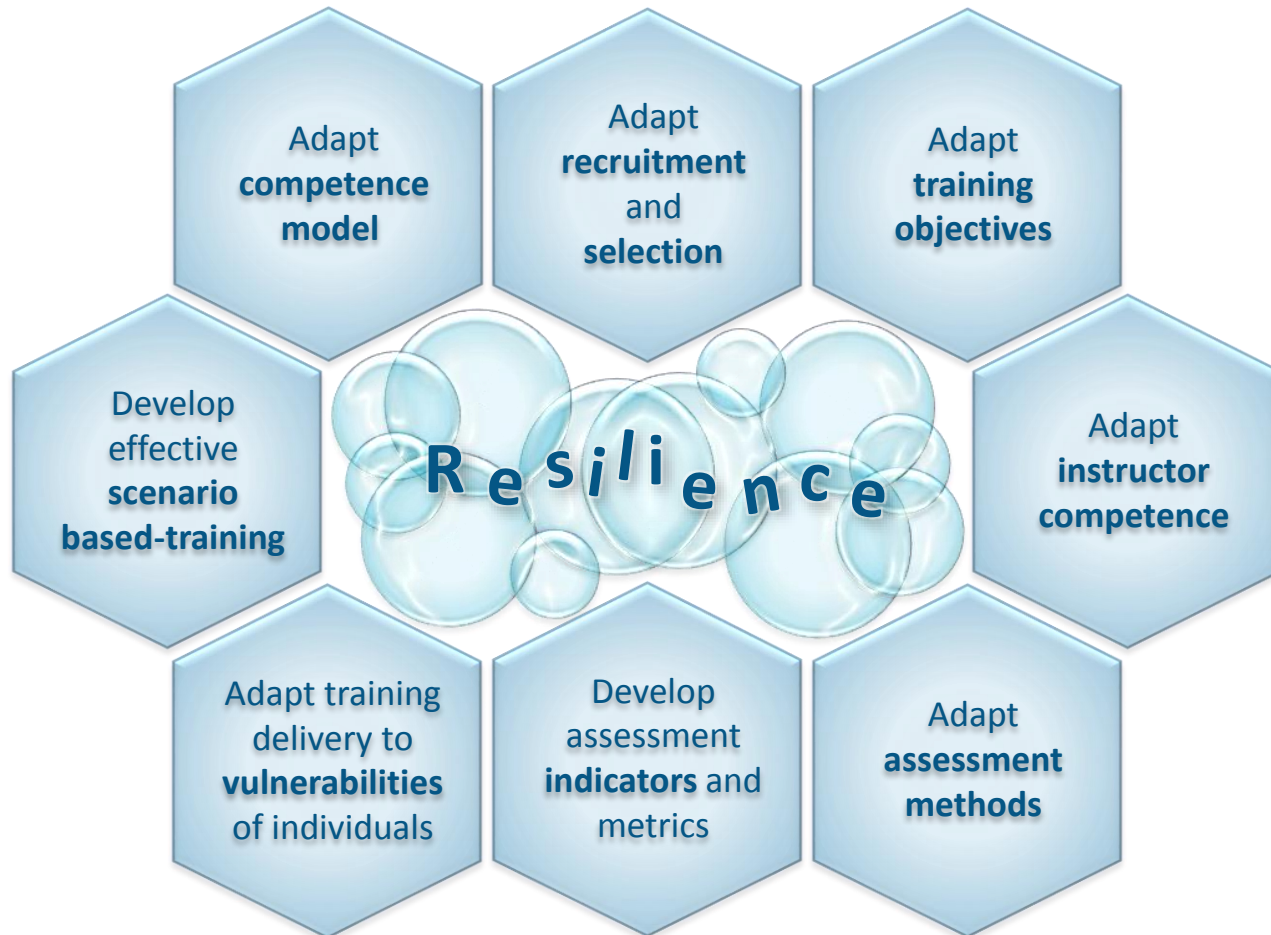 Adapt
competence
model
Adapt
recruitment
and
selection
Adapt
training
objectives
Develop
effective
scenario
based-training
Resilience
Adapt
instructor
competence
Adapt training
delivery to
vulnerabilities
of individuals
Develop
assessment
indicators and
metrics
Adapt
assessment
methods